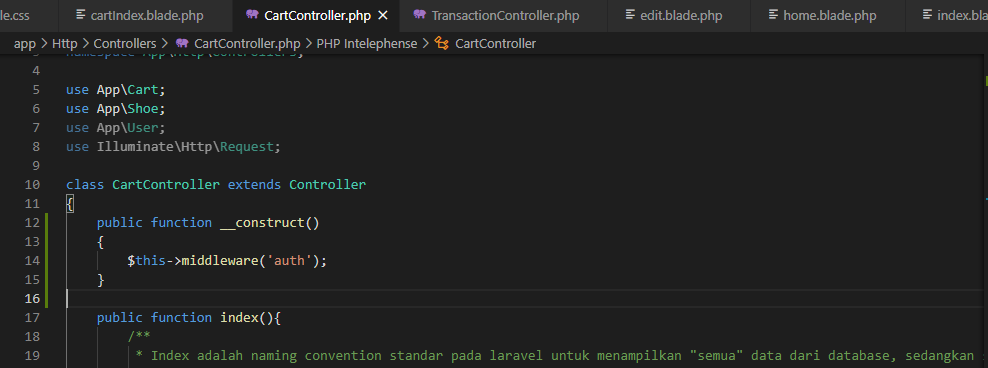 le.css cartIndex.blade.php CartController.php TransactionController.php edit.blade.php home.blade.php index.bla
app > Http > Controllers > CartController.php > PHP Intelephense > CartController
3 namespace App\Http\Controllers;
4
5 use App\Cart;
6 use App\Shoe;
7 use App\User;
8 use Illuminate\Http\Request;
9
10 class CartController extends Controller
11 {
12 public function __construct()
13 {
14 $this->middleware('auth');
15 }
16
17 public function index(){
18 /**
19 * Index adalah naming convention standar pada laravel untuk menampilkan "semua" data dari database, sedangkan